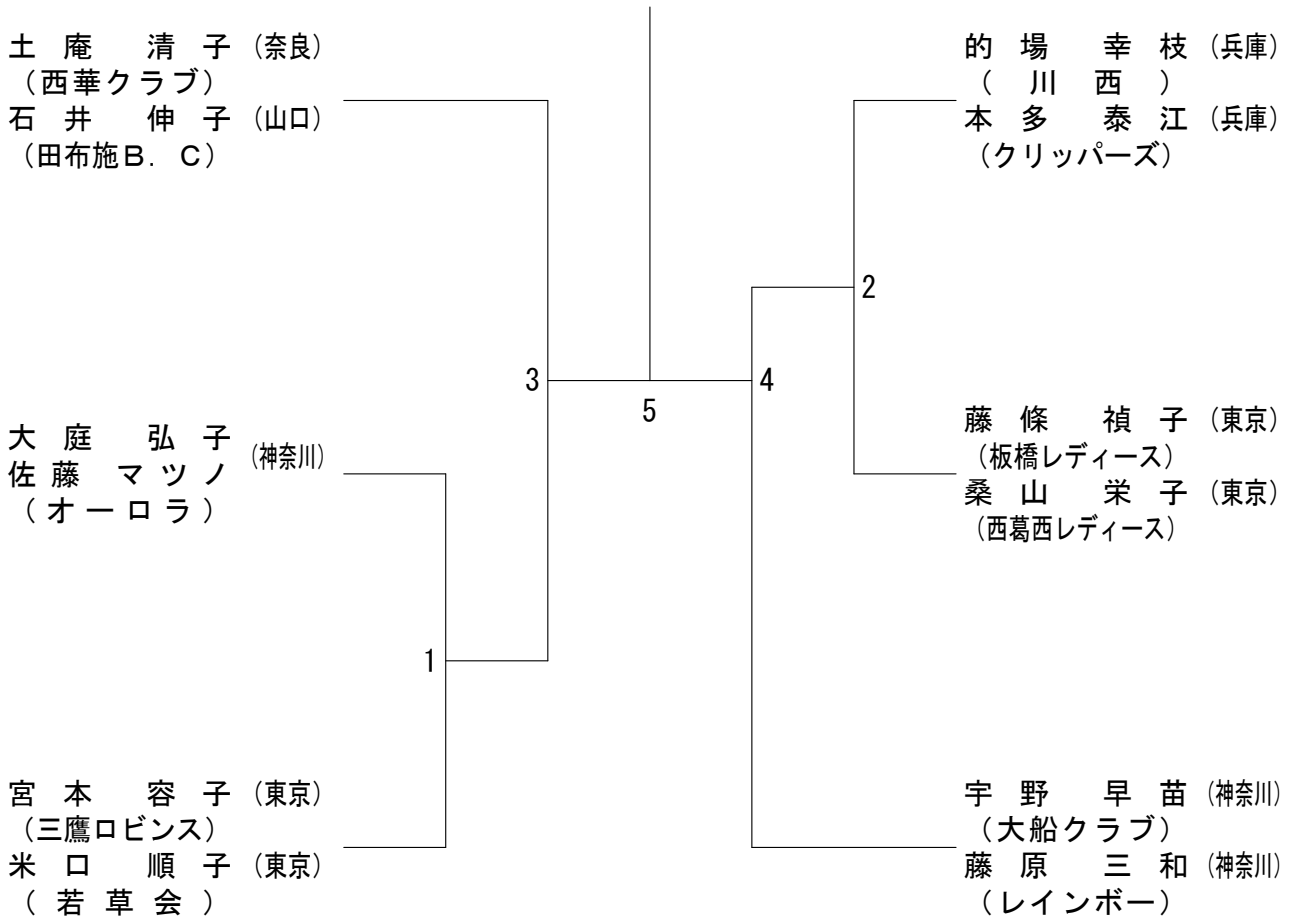 土庵 清子 (奈良)
(西華クラブ)
石井 伸子 (山口)
(田布施B. C)
大庭 弘子
佐藤 マツノ (神奈川)
(オーロラ)
宮本 容子 (東京)
(三鷹ロビンス)
米口 順子 (東京)
(若草会)
1
3
5
4
2
的場 幸枝 (兵庫)
(川西)
本多 泰江 (兵庫)
(クリッパーズ)
藤條 禎子 (東京)
(板橋レディース)
桑山 栄子 (東京)
(西葛西レディース)
宇野 早苗 (神奈川)
(大船クラブ)
藤原 三和 (神奈川)
(レインボー)